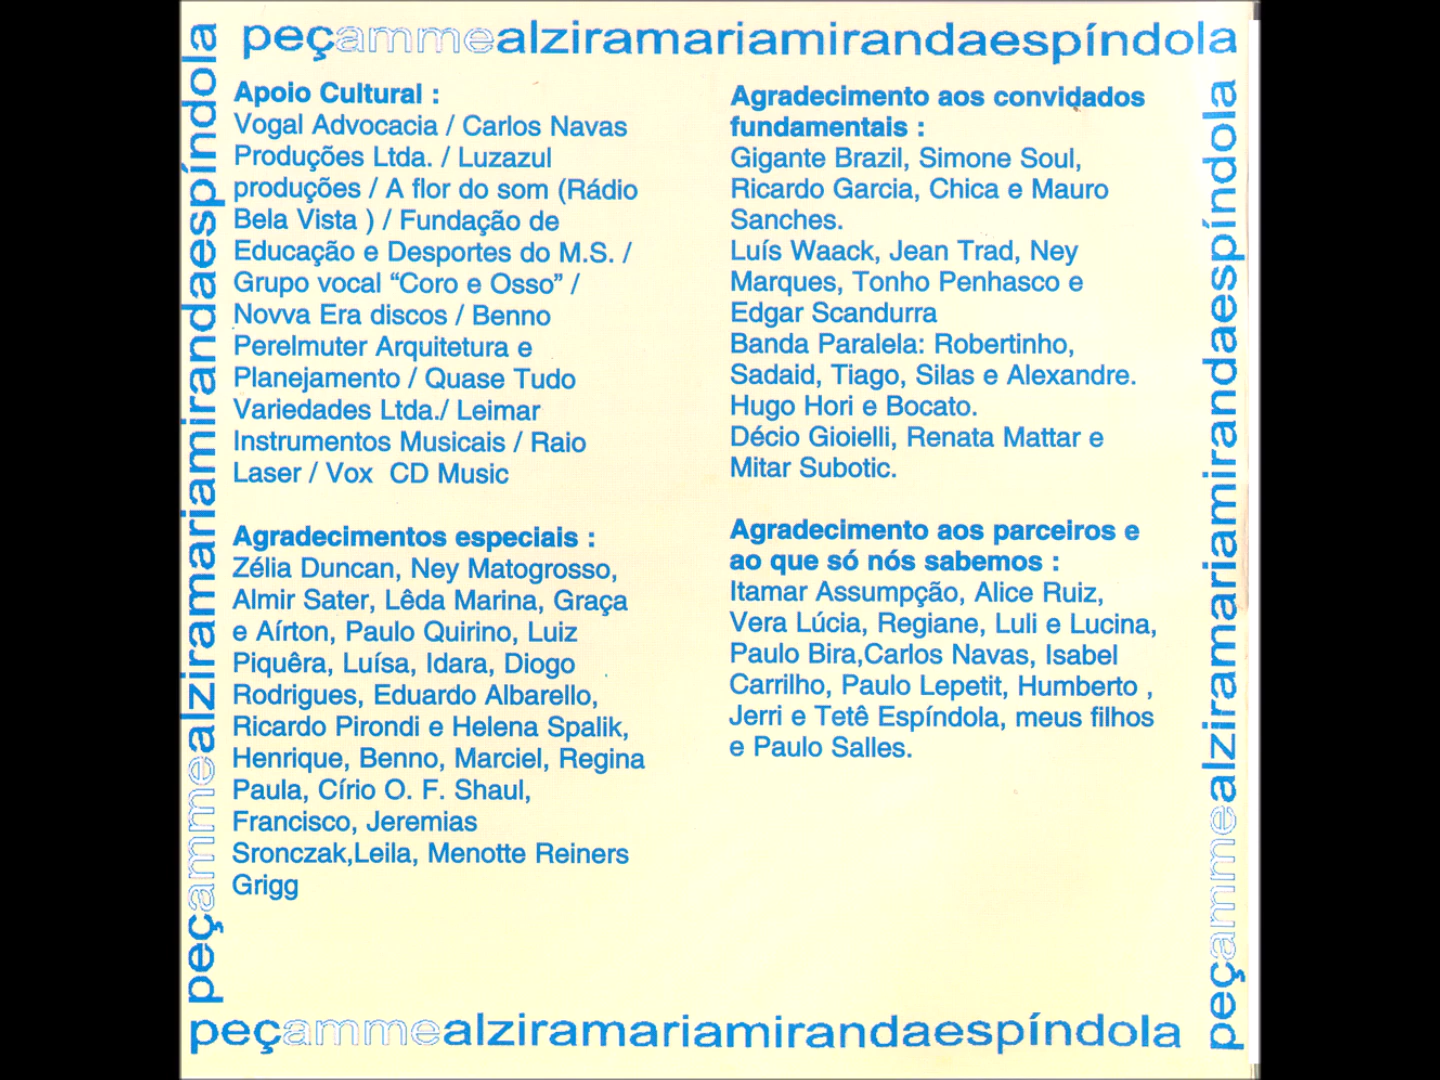 peçammealziramariamirandaespíndola
Apoio Cultural :
Vogal Advocacia / Carlos Navas
Produções Ltda. / Luzazul
produções / A flor do som (Rádio
Bela Vista ) / Fundação de
Educação e Desportes do M.S. /
Grupo vocal “Coro e Osso” /
Novva Era discos / Benno
Perelmuter Arquitetura e
Planejamento / Quase Tudo
Variedades Ltda./ Leimar
Instrumentos Musicais / Raio
Laser / Vox CD Music
Agradecimentos especiais :
Zélia Duncan, Ney Matogrosso,
Almir Sater, Lêda Marina, Graça
e Aírton, Paulo Quirino, Luiz
Piquêra, Luísa, Idara, Diogo
Rodrigues, Eduardo Albarello,
Ricardo Pirondi e Helena Spalik,
Henrique, Benno, Marciel, Regina
Paula, Círio O. F. Shaul,
Francisco, Jeremias
Sronczak,Leila, Menotte Reiners
Grigg
Agradecimento aos convidados
fundamentais :
Gigante Brazil, Simone Soul,
Ricardo Garcia, Chica e Mauro
Sanches.
Luís Waack, Jean Trad, Ney
Marques, Tonho Penhasco e
Edgar Scandurra
Banda Paralela: Robertinho,
Sadaid, Tiago, Silas e Alexandre.
Hugo Hori e Bocato.
Décio Gioielli, Renata Mattar e
Mitar Subotic.
Agradecimento aos parceiros e
ao que só nós sabemos :
Itamar Assumpção, Alice Ruiz,
Vera Lúcia, Regiane, Luli e Lucina,
Paulo Bira,Carlos Navas, Isabel
Carrilho, Paulo Lepetit, Humberto ,
Jerri e Tetê Espíndola, meus filhos
e Paulo Salles.
peçammealziramariamirandaespíndola
peçammealziramariamirandaespíndola
peçammealziramariamirandaespíndola